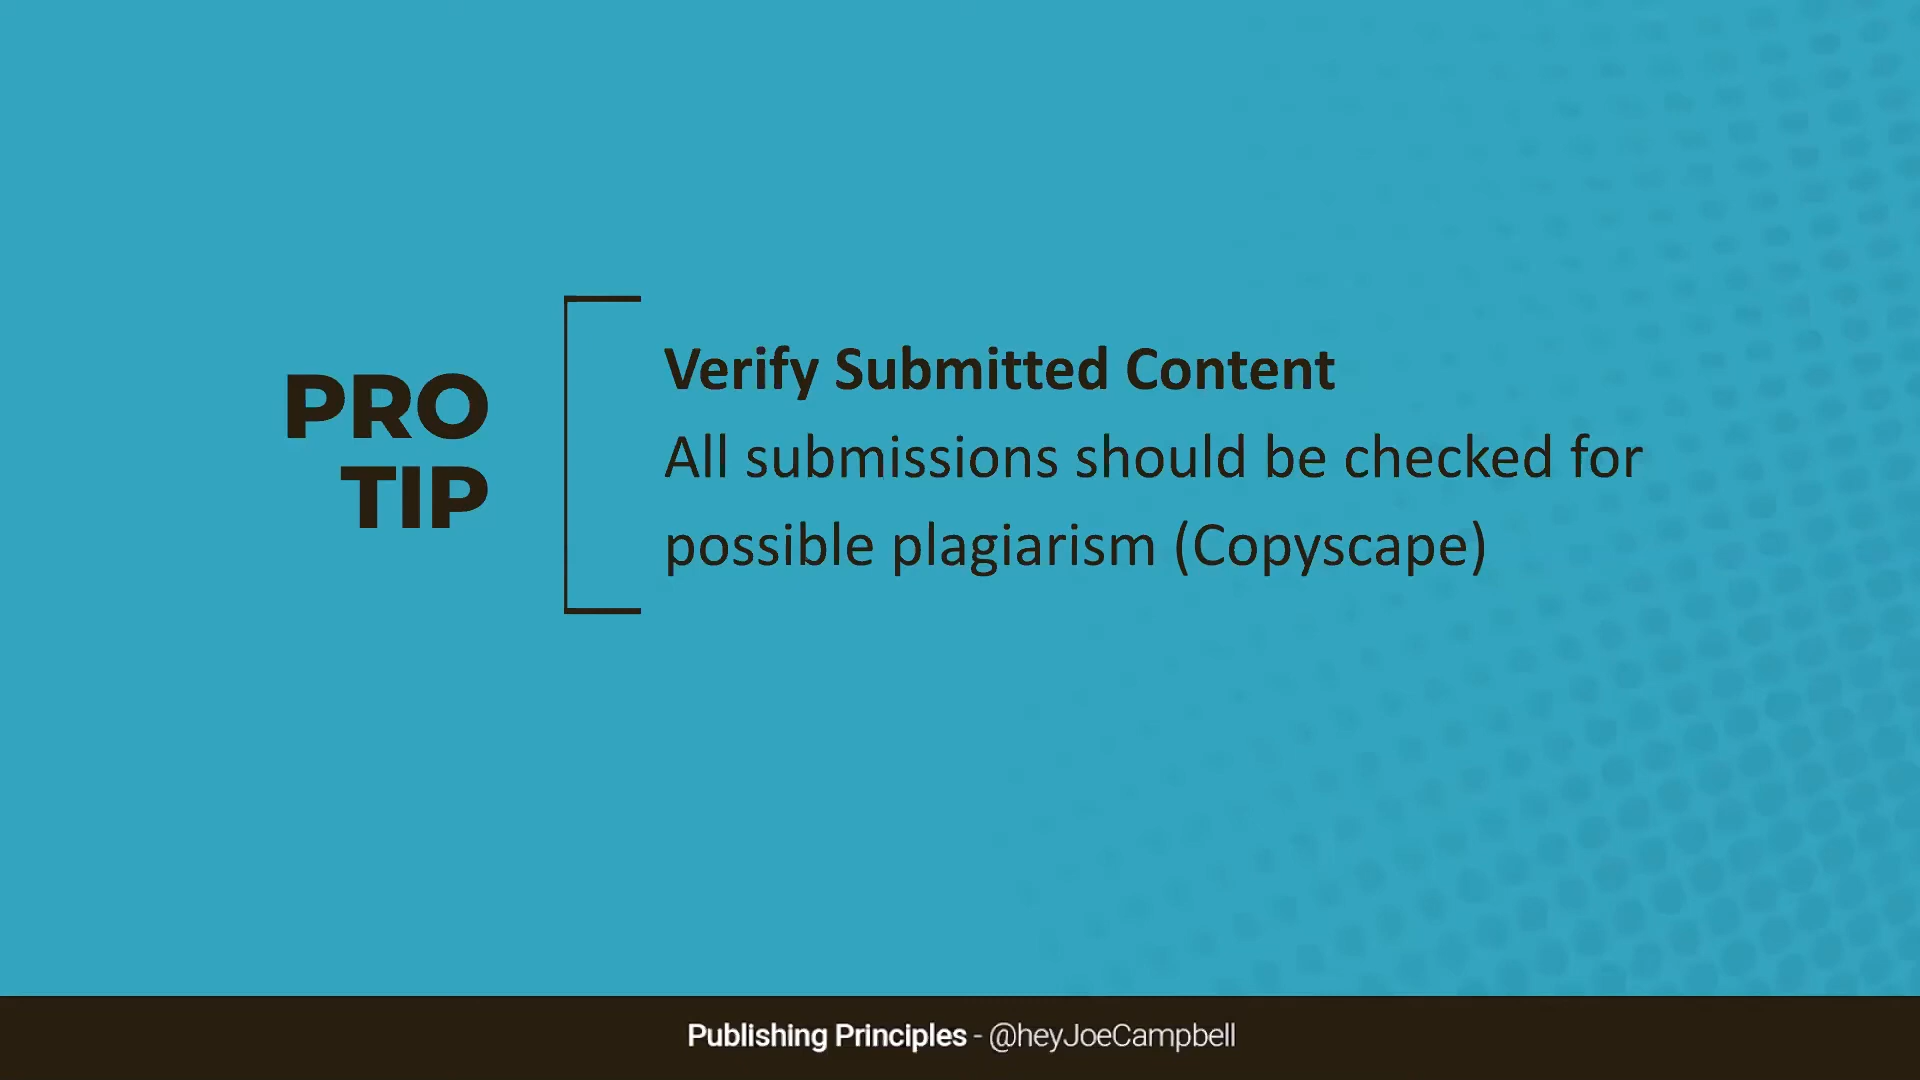 PRO
TIP
Verify Submitted Content
All submissions should be checked for
possible plagiarism (Copyscape)
Publishing Principles - @heyJoeCampbell